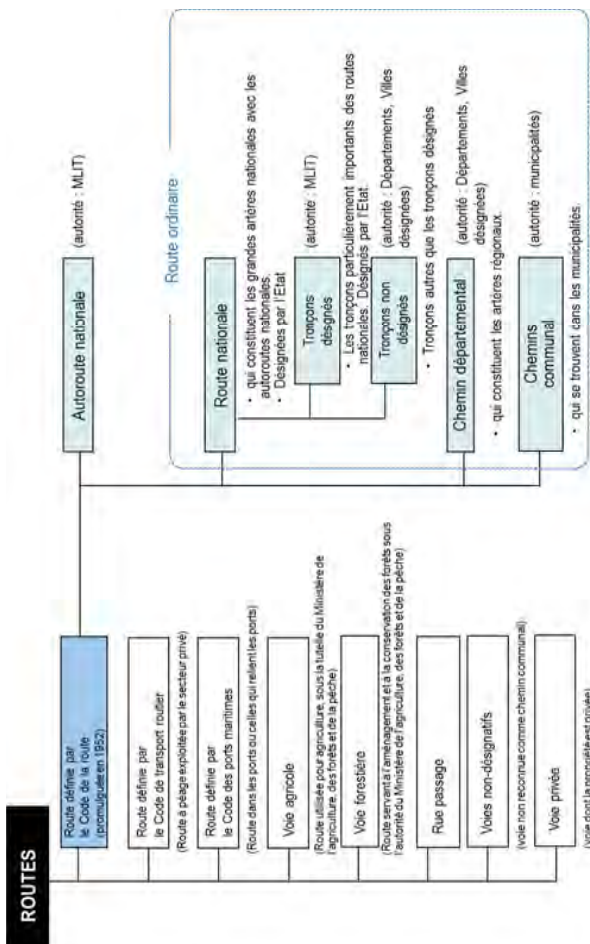 ROUTES
Route définie par
le Code de la route
(promulguée en 1952)
Route définie par
le Code de transport routier
(Route à péage exploitée par le secteur privé)
Route définie par
le Code des ports maritimes
(Route dans les ports ou celles qui relient les ports)
Voie agricole
(Route utilisée pour agriculture, sous la tutelle du Ministère de
l'agriculture, des forêts et de la pêche)
Voie forestière
(Route servant à l'aménagement et à la conservation des forêts sous
l'autorité du Ministère de l'agriculture, des forêts et de la pêche)
Rue passage
Voies non-désignatifs
(voie non reconnue comme chemin communal)
Voie privée
(voie dont la propriété est privée)
Autoroute nationale
(autorité : MLIT)
Route ordinaire
Route nationale
• qui constituent les grandes artères nationales avec les
autoroutes nationales.
• Désignées par l'Etat
Tronçons
désgnés
(autorité : MLIT)
• Les tronçons particulièrement importants des routes
nationales. Désignés par l'Etat.
Tronçons non
désignés
(autorité : Départements, Villes
désignées)
• Tronçons autres que les tronçons désignés
Chemin départemental
(autorité : Départements, Villes
désignées)
• qui constituent les artères régionaux.
Chemins
communal
(autorité : municipalités)
• qui se trouvent dans les municipalités.